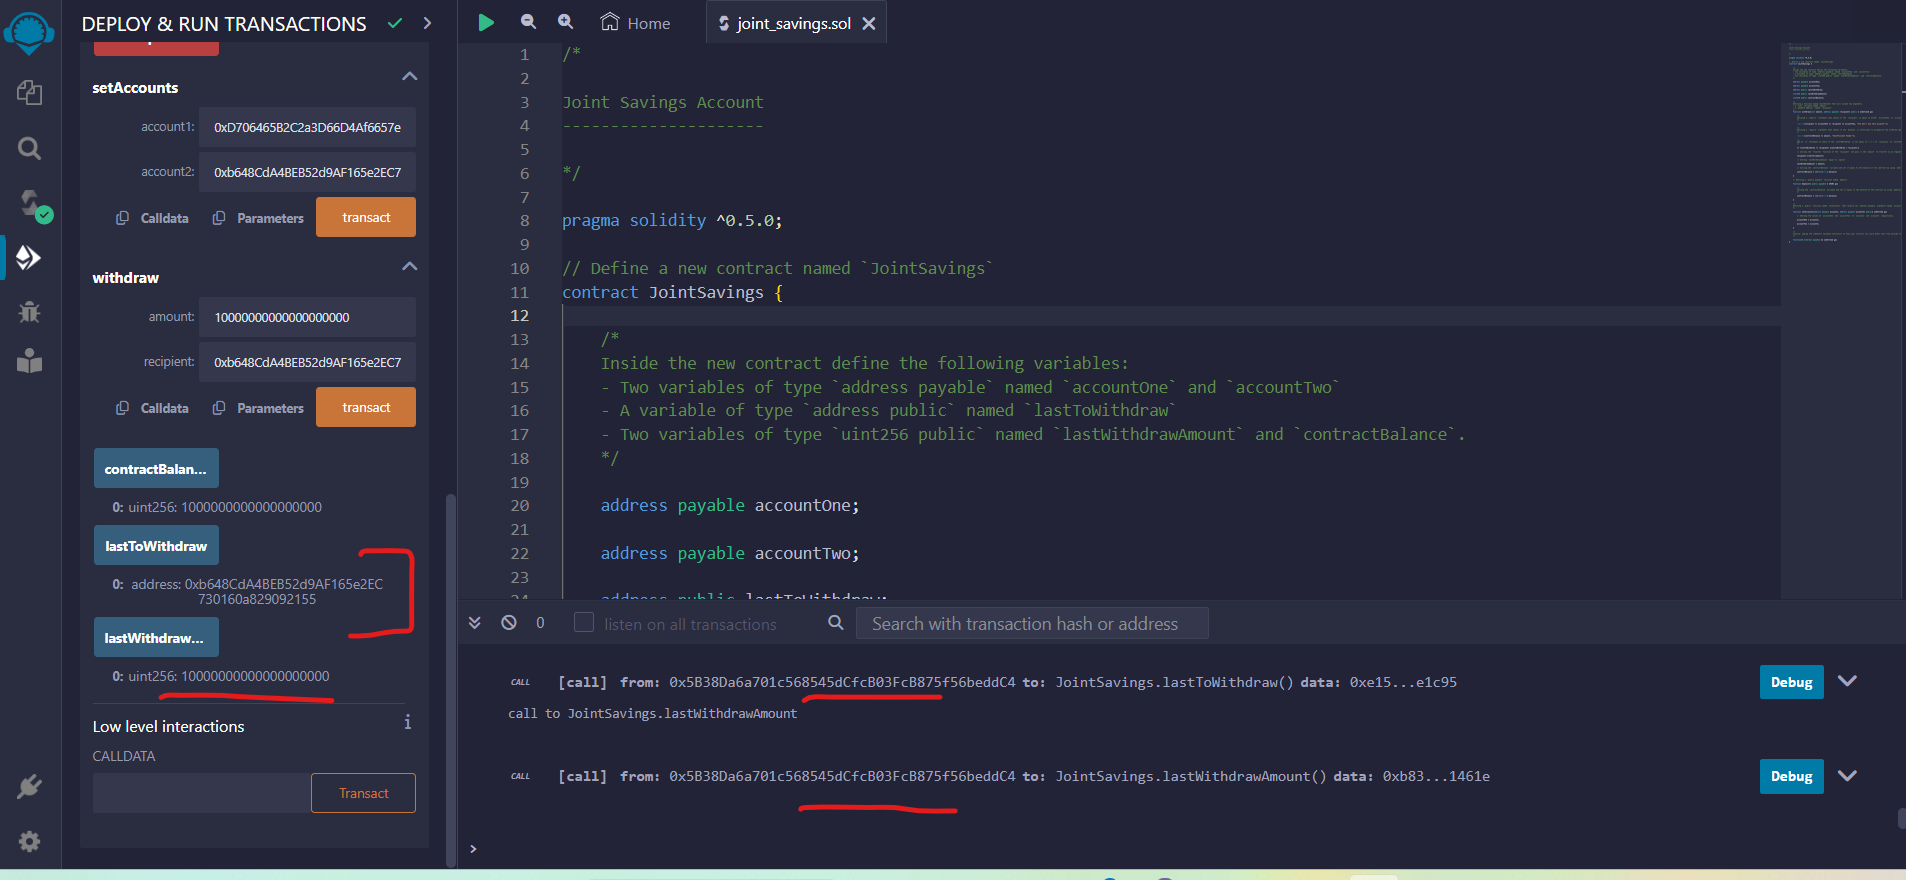 DEPLOY & RUN TRANSACTIONS
Home
joint_savings.sol
setAccounts
account1: 0xD706465B2C2a3D66D4Af6657e
account2: 0xb648CdA4BEB52d9AF165e2EC7
Calldata Parameters transact
withdraw
amount: 10000000000000000000
recipient: 0xb648CdA4BEB52d9AF165e2EC7
Calldata Parameters transact
contractBalan...
0: uint256: 1000000000000000000
lastToWithdraw
0: address: 0xb648CdA4BEB52d9AF165e2EC
730160a829092155
lastWithdraw...
0: uint256: 10000000000000000000
Low level interactions
i
CALLDATA
Transact
1 /*
2
3 Joint Savings Account
4 ---------------------
5
6 */
7
8 pragma solidity ^0.5.0;
9
10 // Define a new contract named `JointSavings`
11 contract JointSavings {
12
13 /*
14 Inside the new contract define the following variables:
15 - Two variables of type `address payable` named `accountOne` and `accountTwo`
16 - A variable of type `address public` named `lastToWithdraw`
17 - Two variables of type `uint256 public` named `lastWithdrawAmount` and `contractBalance`.
18 */
19
20 address payable accountOne;
21
22 address payable accountTwo;
23
24 address public lastToWithdraw;
0
listen on all transactions
Search with transaction hash or address
CALL [call] from: 0x5B38Da6a701c568545dCfcB03FcB875f56beddC4 to: JointSavings.lastToWithdraw() data: 0xe15...e1c95
Debug
call to JointSavings.lastWithdrawAmount
CALL [call] from: 0x5B38Da6a701c568545dCfcB03FcB875f56beddC4 to: JointSavings.lastWithdrawAmount() data: 0xb83...1461e
Debug
>